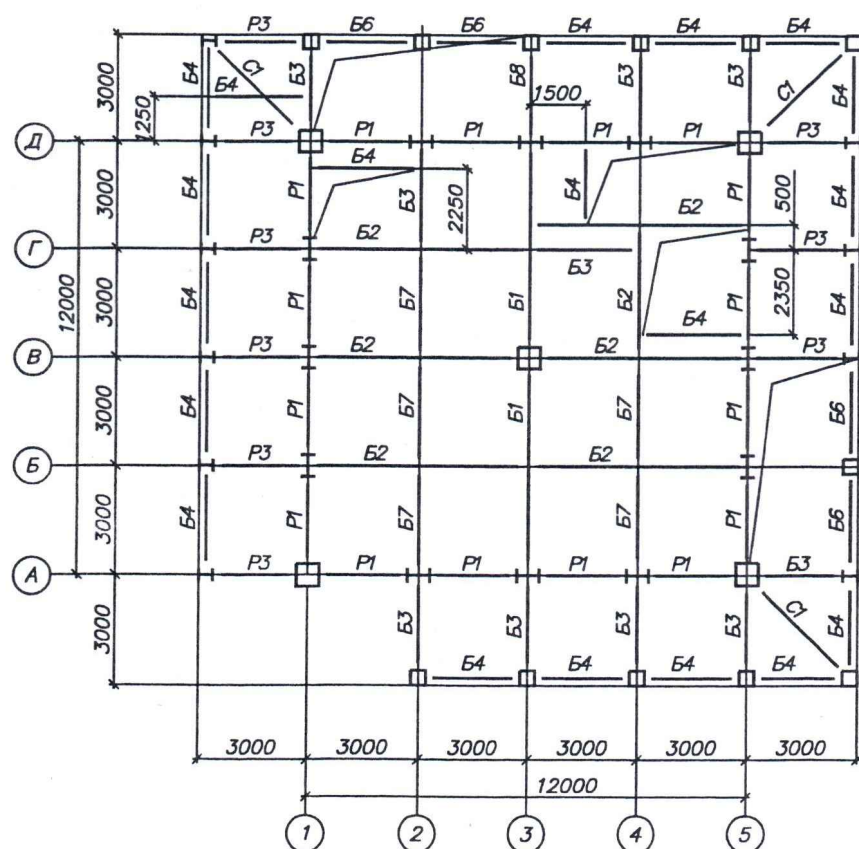 Р3 Б6 Б6 Б4 Б4 Б4
3000 Б4 С1 Б3 Б8 Б3 Б3 С1 Б4
Б4
1250 1500
Д Р3 Р1 Р1 Р1 Р1 Р3
Б4
3000 Б4 Р1 Б3 2250 Б4 Р1 500 Б4
Б2
Г Р3 Б2 Б3 Р3
12000 3000 Б4 Р1 Б7 Б1 Б2 Р1 2350 Б4
Б4
В Р3 Б2 Б2 Р3
3000 Б4 Р1 Б7 Б1 Б7 Р1 Б6
Б Р3 Б2 Б2
3000 Б4 Р1 Б7 Б7 Р1 Б6
А Р3 Р1 Р1 Р1 Р1 Б3
3000 Б3 Б3 Б3 Б3 С1 Б4
Б4 Б4 Б4 Б4
3000 3000 3000 3000 3000 3000
12000
1 2 3 4 5